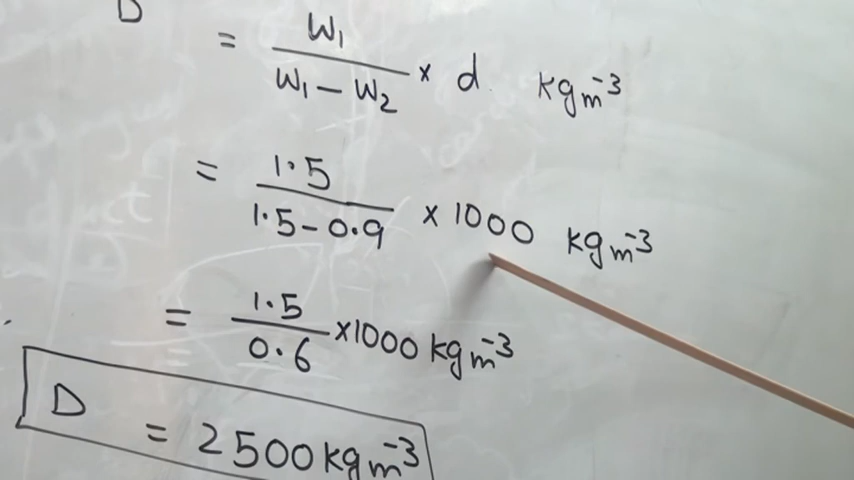 D
= W₁ / W₁ - W₂ × d kgm⁻³
= 1.5 / 1.5 - 0.9 × 1000 kgm⁻³
= 1.5 / 0.6 × 1000 kgm⁻³
D = 2500 kgm⁻³